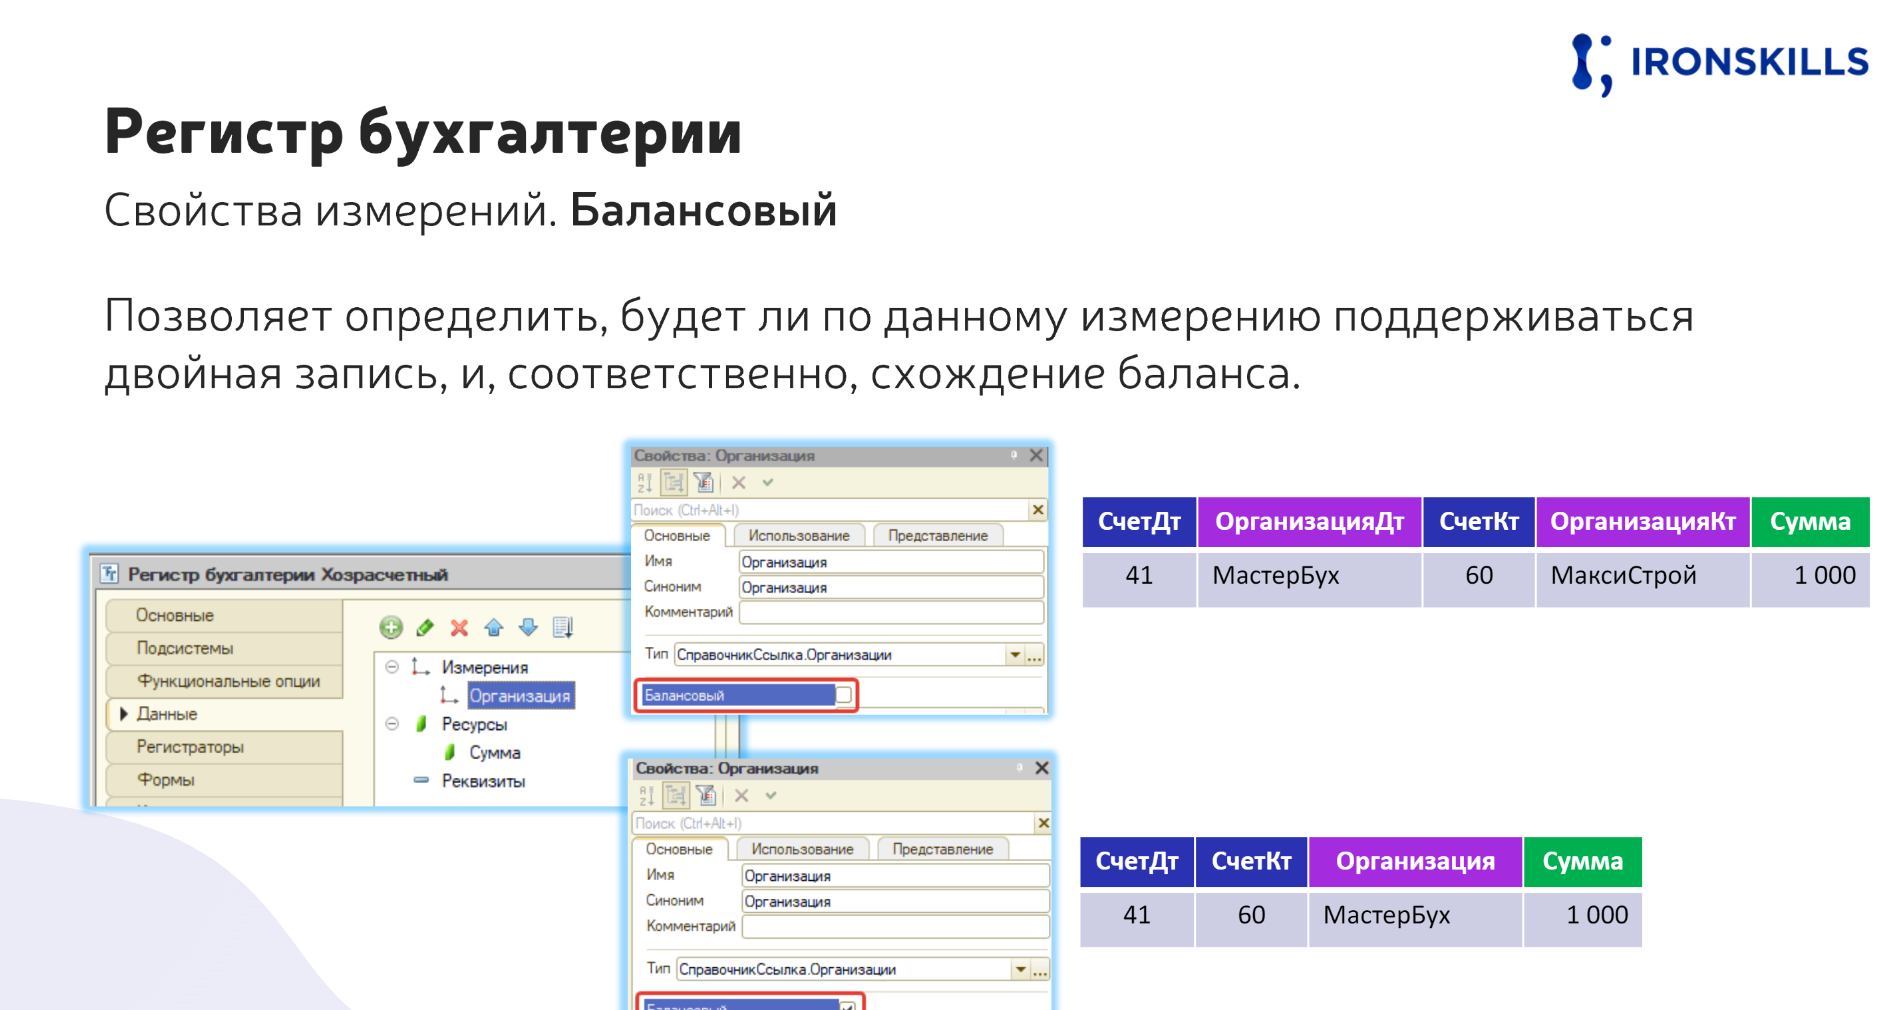 IRONSKILLS
Регистр бухгалтерии
Свойства измерений. Балансовый
Позволяет определить, будет ли по данному измерению поддерживаться
двойная запись, и, соответственно, схождение баланса.
Регистр бухгалтерии Хозрасчетный
Основные
Подсистемы
Функциональные опции
Данные
Регистраторы
Формы
Измерения
Организация
Ресурсы
Сумма
Реквизиты
Свойства: Организация
Поиск (Ctrl+Alt+I)
Основные Использование Представление
Имя Организация
Синоним Организация
Комментарий
Тип СправочникСсылка.Организации ...
Балансовый
СчетДт ОрганизацияДт СчетКт ОрганизацияКт Сумма
41 МастерБух 60 МаксиСтрой 1 000
Свойства: Организация
Поиск (Ctrl+Alt+I)
Основные Использование Представление
Имя Организация
Синоним Организация
Комментарий
Тип СправочникСсылка.Организации ...
Балансовый
СчетДт СчетКт Организация Сумма
41 60 МастерБух 1 000